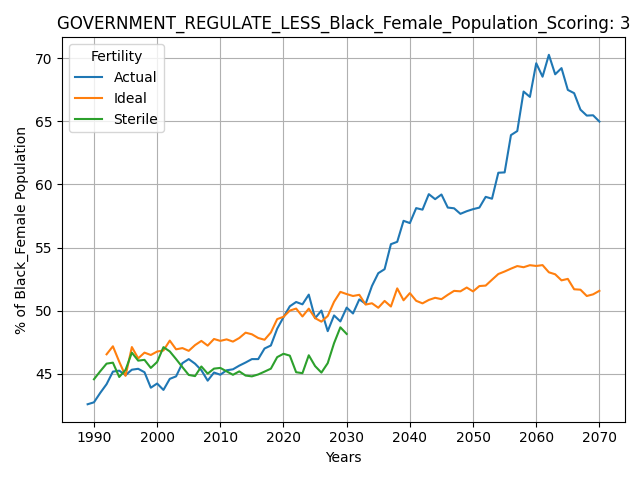 GOVERNMENT_REGULATE_LESS_Black_Female_Population_Scoring: 3
Fertility
Actual
Ideal
Sterile
% of Black_Female Population
70
65
60
55
50
45
1990 2000 2010 2020 2030 2040 2050 2060 2070
Years